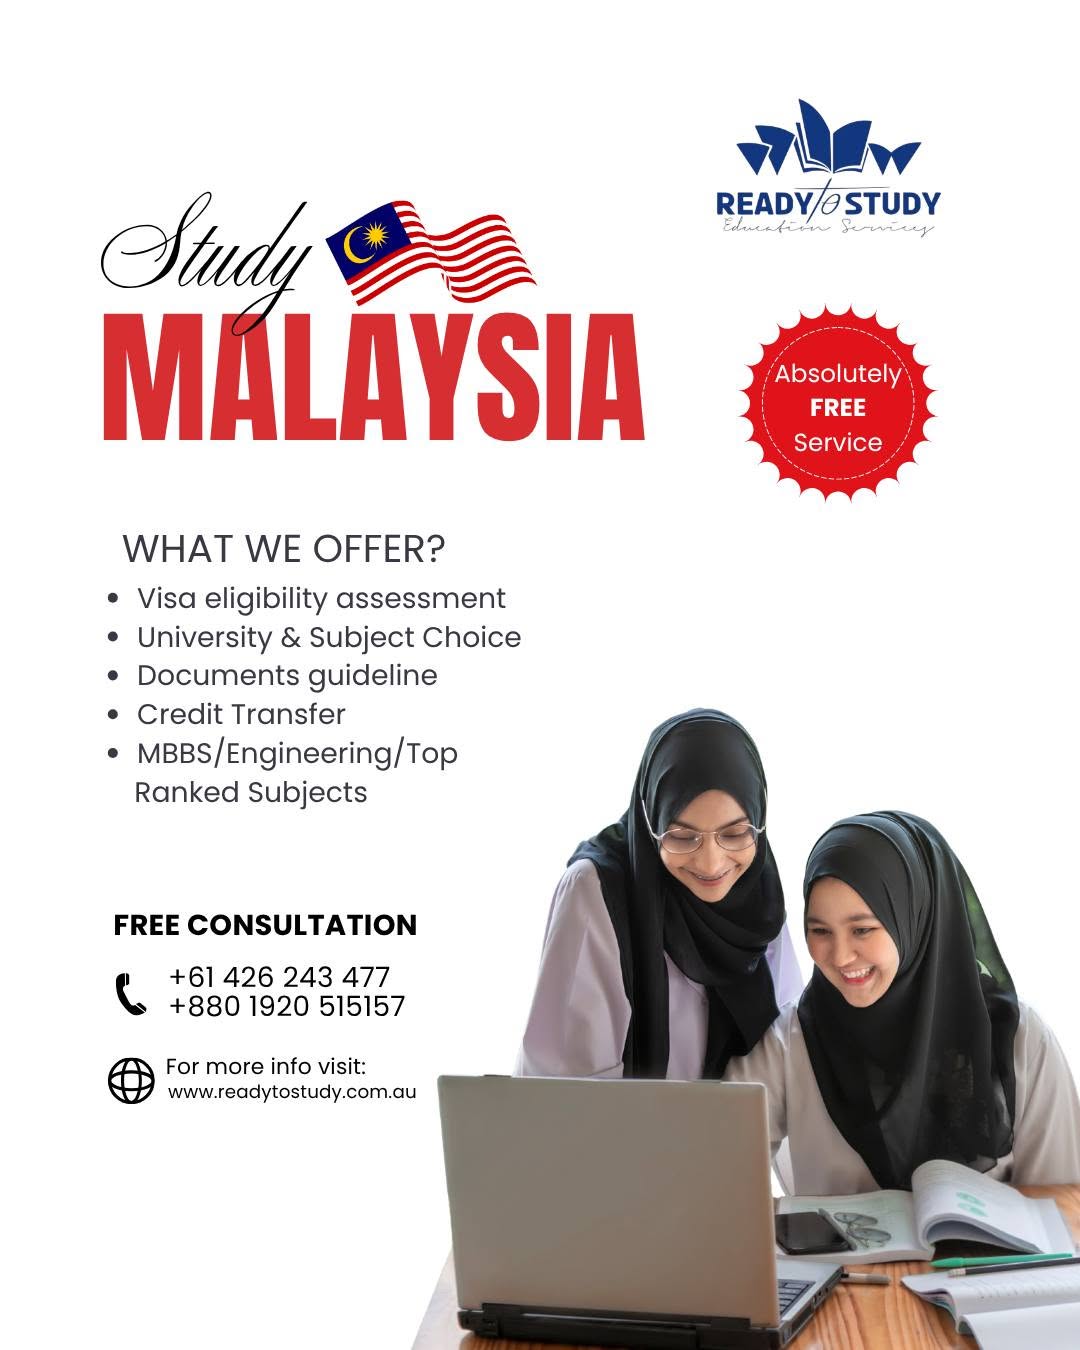 READY to STUDY
Education Services
Study
MALAYSIA
Absolutely
FREE
Service
WHAT WE OFFER?
• Visa eligibility assessment
• University & Subject Choice
• Documents guideline
• Credit Transfer
• MBBS/Engineering/Top
Ranked Subjects
FREE CONSULTATION
+61 426 243 477
+880 1920 515157
For more info visit:
www.readytostudy.com.au